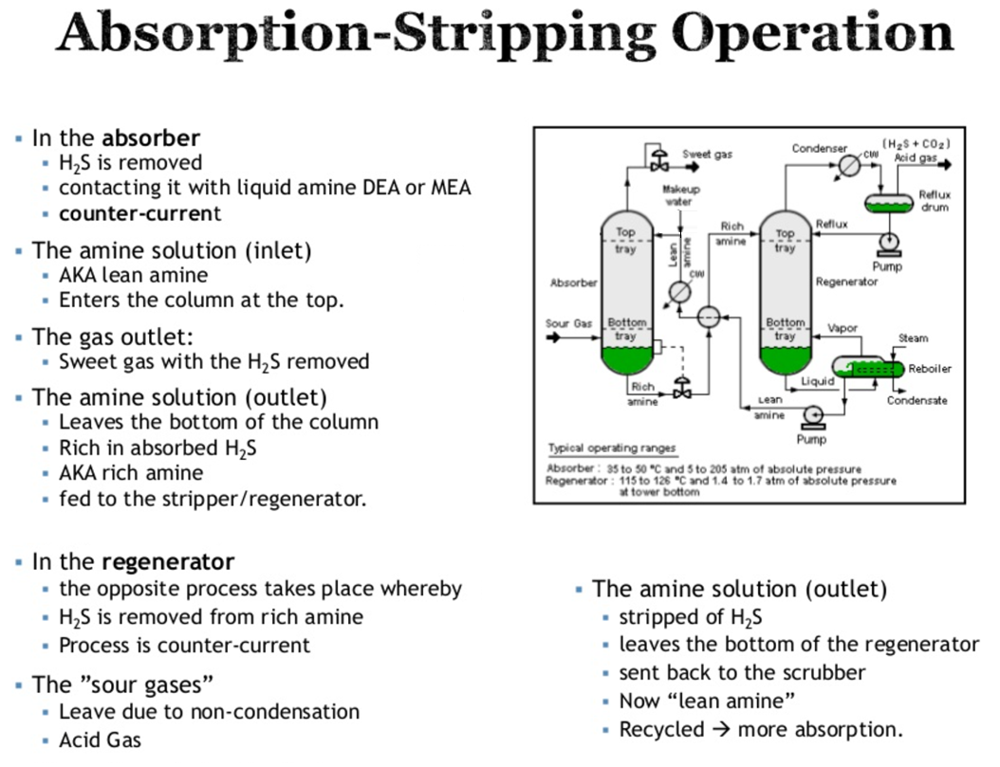 Absorption-Stripping Operation
▪ In the absorber
▪ H₂S is removed
▪ contacting it with liquid amine DEA or MEA
▪ counter-current
▪ The amine solution (inlet)
▪ AKA lean amine
▪ Enters the column at the top.
▪ The gas outlet:
▪ Sweet gas with the H₂S removed
▪ The amine solution (outlet)
▪ Leaves the bottom of the column
▪ Rich in absorbed H₂S
▪ AKA rich amine
▪ fed to the stripper/regenerator.
▪ In the regenerator
▪ the opposite process takes place whereby
▪ H₂S is removed from rich amine
▪ Process is counter-current
▪ The ”sour gases”
▪ Leave due to non-condensation
▪ Acid Gas
Sweet gas
Condenser
CW
(H₂S + CO₂)
Acid gas
Makeup
water
Reflux
drum
Top
tray
Lean
amine
Rich
amine
Top
tray
Reflux
Pump
CW
Absorber
Regenerator
Sour Gas
Bottom
tray
Bottom
tray
Vapor
Steam
Reboiler
Rich
amine
Liquid
Condensate
Lean
amine
Pump
Typical operating ranges
Absorber : 35 to 50 °C and 5 to 205 atm of absolute pressure
Regenerator : 115 to 126 °C and 1.4 to 1.7 atm of absolute pressure
at tower bottom
▪ The amine solution (outlet)
▪ stripped of H₂S
▪ leaves the bottom of the regenerator
▪ sent back to the scrubber
▪ Now “lean amine”
▪ Recycled → more absorption.